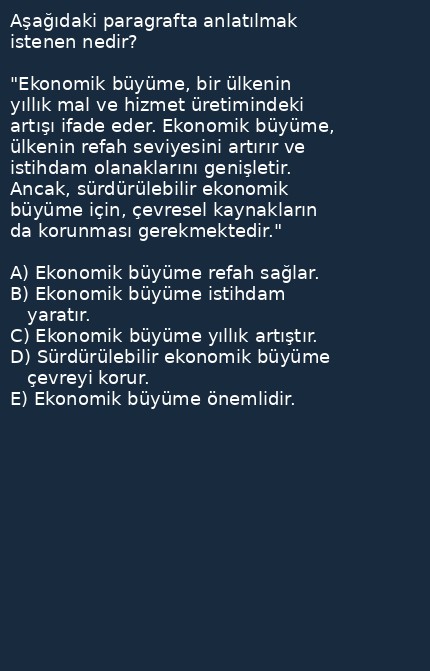 Aşağıdaki paragrafta anlatılmak
istenen nedir?

"Ekonomik büyüme, bir ülkenin
yıllık mal ve hizmet üretimindeki
artışı ifade eder. Ekonomik büyüme,
ülkenin refah seviyesini artırır ve
istihdam olanaklarını genişletir.
Ancak, sürdürülebilir ekonomik
büyüme için, çevresel kaynakların
da korunması gerekmektedir."

A) Ekonomik büyüme refah sağlar.
B) Ekonomik büyüme istihdam
yaratır.
C) Ekonomik büyüme yıllık artıştır.
D) Sürdürülebilir ekonomik büyüme
çevreyi korur.
E) Ekonomik büyüme önemlidir.